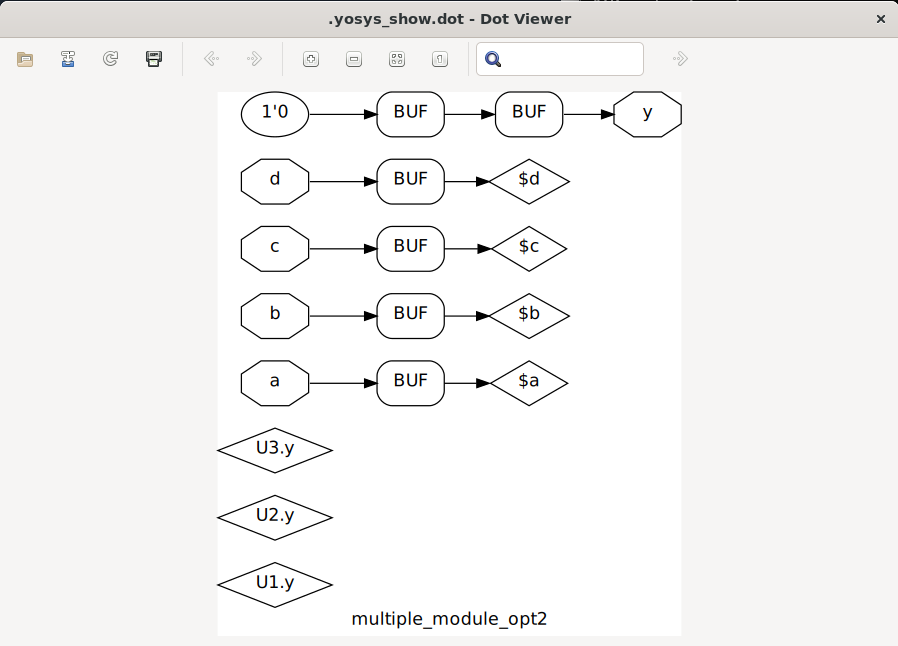 .yosys_show.dot - Dot Viewer
1'0 BUF BUF y
d BUF $d
c BUF $c
b BUF $b
a BUF $a
U3.y
U2.y
U1.y
multiple_module_opt2